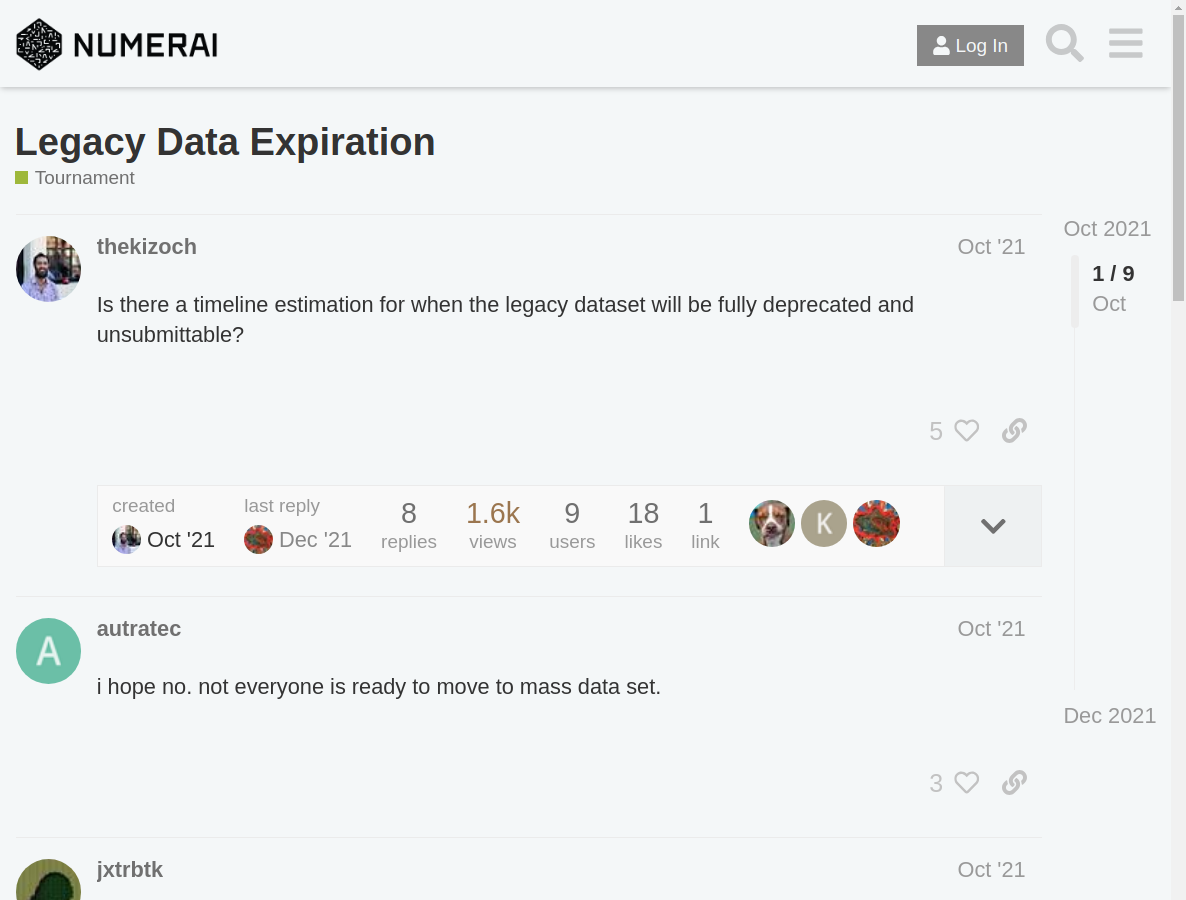 NUMERAI
Log In
Legacy Data Expiration
Tournament
thekizoch
Oct '21
Is there a timeline estimation for when the legacy dataset will be fully deprecated and
unsubmittable?
5
created
Oct '21
last reply
Dec '21
8
replies
1.6k
views
9
users
18
likes
1
link
K
A
autratec
Oct '21
i hope no. not everyone is ready to move to mass data set.
3
jxtrbtk
Oct '21
Oct 2021
1 / 9
Oct
Dec 2021